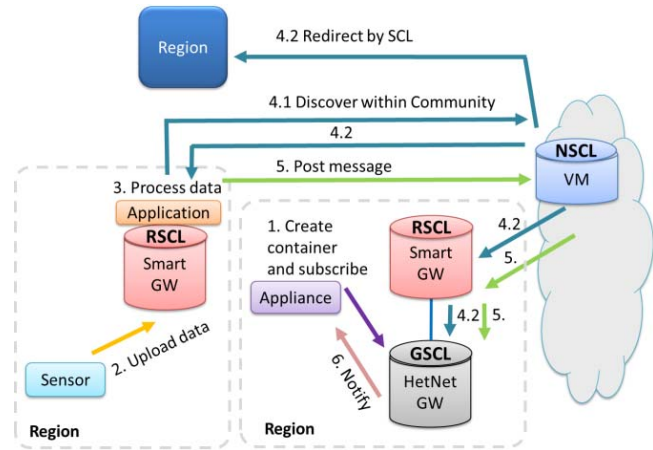 4.2 Redirect by SCL
Region
4.1 Discover within Community
4.2
NSCL
5. Post message
VM
3. Process data
Application
RSCL
Smart
GW
1. Create
container
and subscribe
RSCL
Smart
GW
4.2
5.
Appliance
4.2
5.
2. Upload data
Sensor
6. Notify
GSCL
HetNet
GW
Region
Region